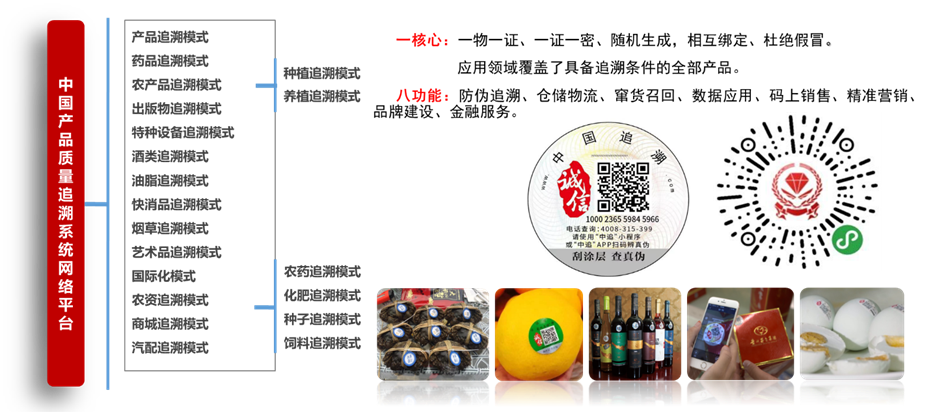 中国产品质量追溯系统网络平台
产品追溯模式
药品追溯模式
农产品追溯模式
出版物追溯模式
特种设备追溯模式
酒类追溯模式
油脂追溯模式
快消品追溯模式
烟草追溯模式
艺术品追溯模式
国际化模式
农资追溯模式
商城追溯模式
汽配追溯模式
种植追溯模式
养植追溯模式
农药追溯模式
化肥追溯模式
种子追溯模式
饲料追溯模式
一核心：一物一证、一证一密、随机生成，相互绑定、杜绝假冒。
应用领域覆盖了具备追溯条件的全部产品。
八功能：防伪追溯、仓储物流、窜货召回、数据应用、码上销售、精准营销、
品牌建设、金融服务。
中国追溯
诚信
1000 2365 5984 5966
电话查询:4008-315-399
请使用"中追"小程序
或"中追"APP扫码辨真伪
刮涂层 查真伪
诚信